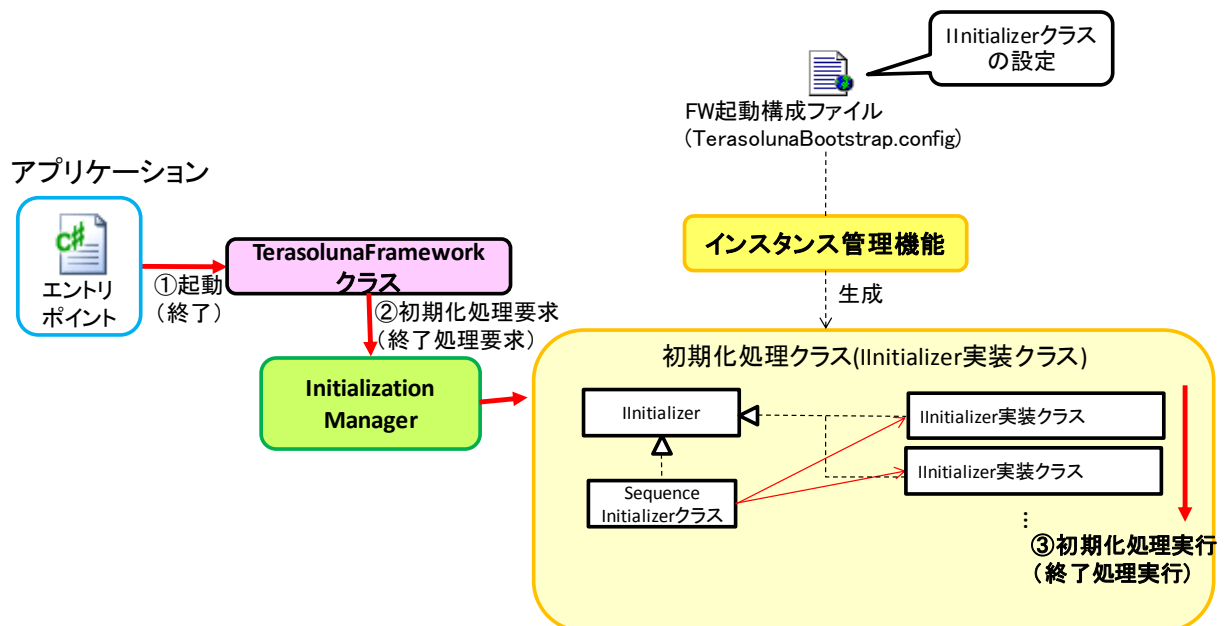 IInitializerクラス
の設定
FW起動構成ファイル
(TerasolunaBootstrap.config)
アプリケーション
C#
エントリ
ポイント
①起動
(終了)
TerasolunaFramework
クラス
②初期化処理要求
(終了処理要求)
Initialization
Manager
インスタンス管理機能
生成
初期化処理クラス(IInitializer実装クラス)
IInitializer
Sequence
Initializerクラス
IInitializer実装クラス
IInitializer実装クラス
…
③初期化処理実行
(終了処理実行)